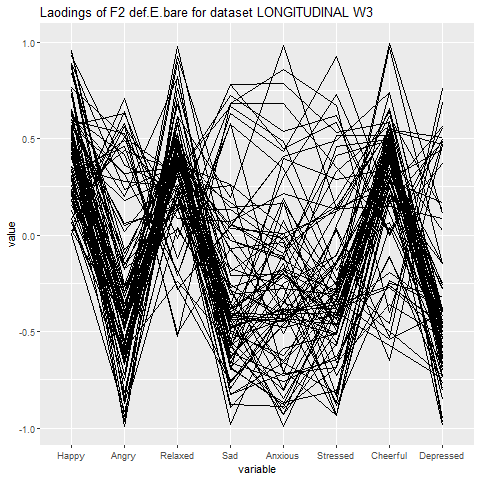 Laodings of F2 def.E.bare for dataset LONGITUDINAL W3
1.0
0.5
0.0
-0.5
-1.0
value
Happy Angry Relaxed Sad Anxious Stressed Cheerful Depressed
variable